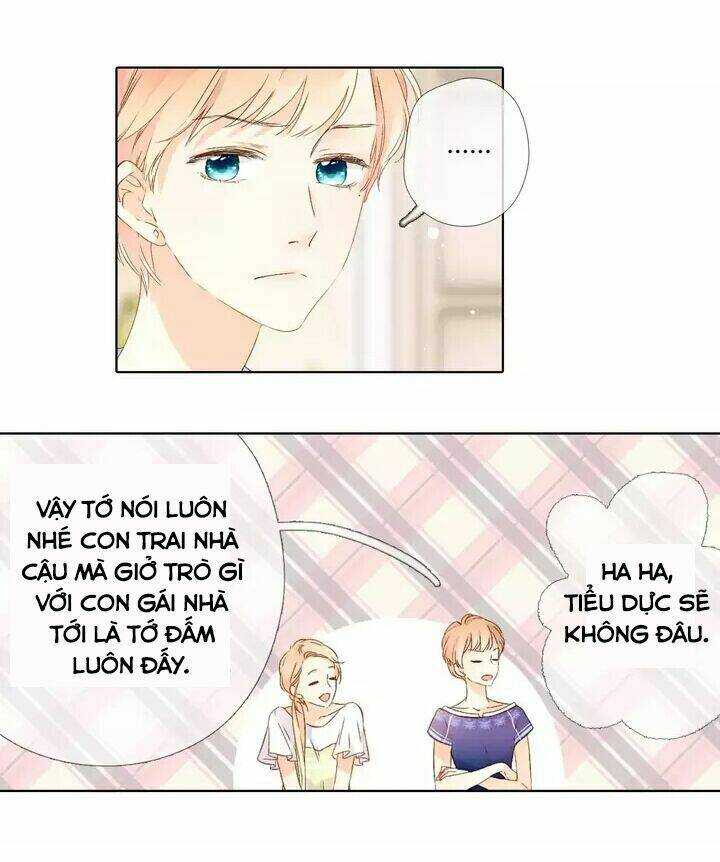 ......
VẬY TỚ NÓI LUÔN
NHÉ CON TRAI NHÀ
CẬU MÀ GIỞ TRÒ GÌ
VỚI CON GÁI NHÀ
TỚI LÀ TỚ ĐẤM
LUÔN ĐẤY.
HA HA,
TIỂU DỰC SẼ
KHÔNG ĐÂU.